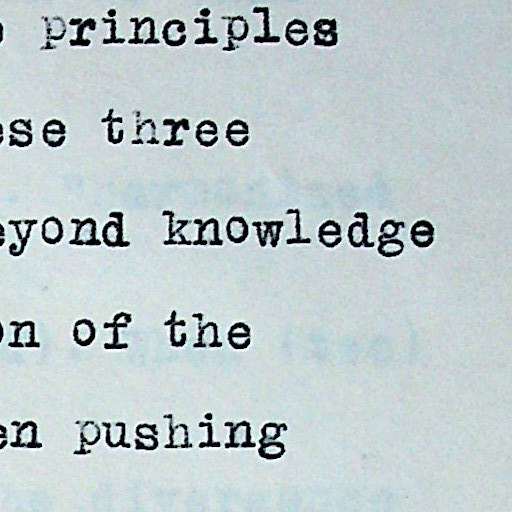 principles
ese three
eyond knowledge
on of the
en pushing